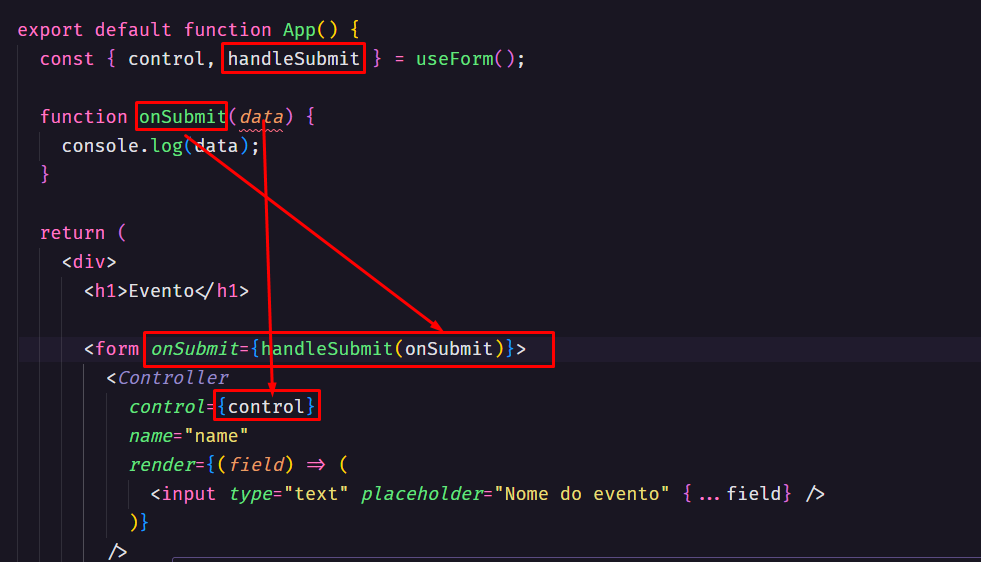 export default function App() {
const { control, handleSubmit } = useForm();
function onSubmit(data) {
console.log(data);
}
return (
<div>
<h1>Evento</h1>
<form onSubmit={handleSubmit(onSubmit)}>
<Controller
control={control}
name="name"
render={(field) => (
<input type="text" placeholder="Nome do evento" {...field} />
)}
/>